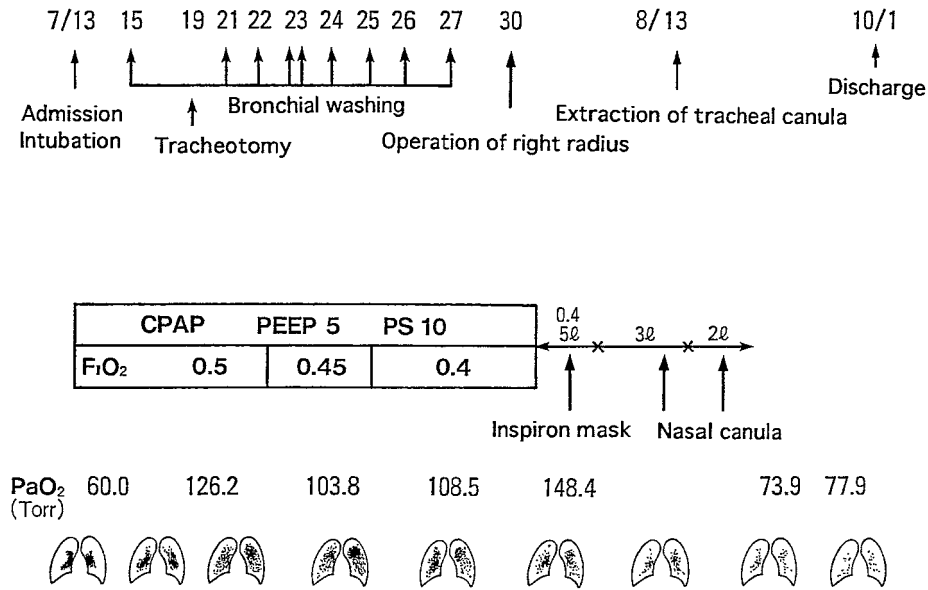 7/13 15 19 21 22 23 24 25 26 27 30 8/13 10/1
Bronchial washing
Discharge
Admission
Intubation
Tracheotomy
Operation of right radius
Extraction of tracheal canula
CPAP PEEP 5 PS 10
0.4
5ℓ 3ℓ 2ℓ
FIO2 0.5 0.45 0.4
Inspiron mask Nasal canula
PaO2 60.0 126.2 103.8 108.5 148.4 73.9 77.9
(Torr)